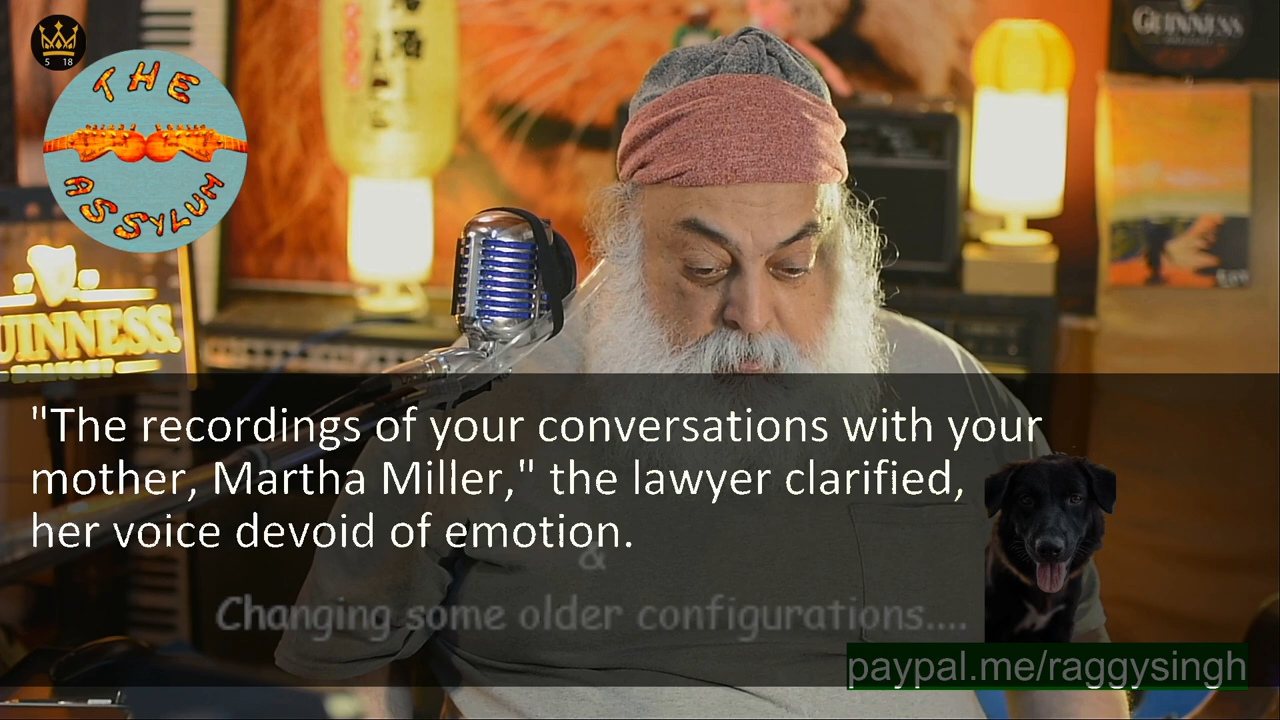 5 18
THE
ASSYLUM
GUINNESS
UINNESS.
"The recordings of your conversations with your
mother, Martha Miller," the lawyer clarified,
her voice devoid of emotion.
&
Changing some older configurations....
paypal.me/raggysingh